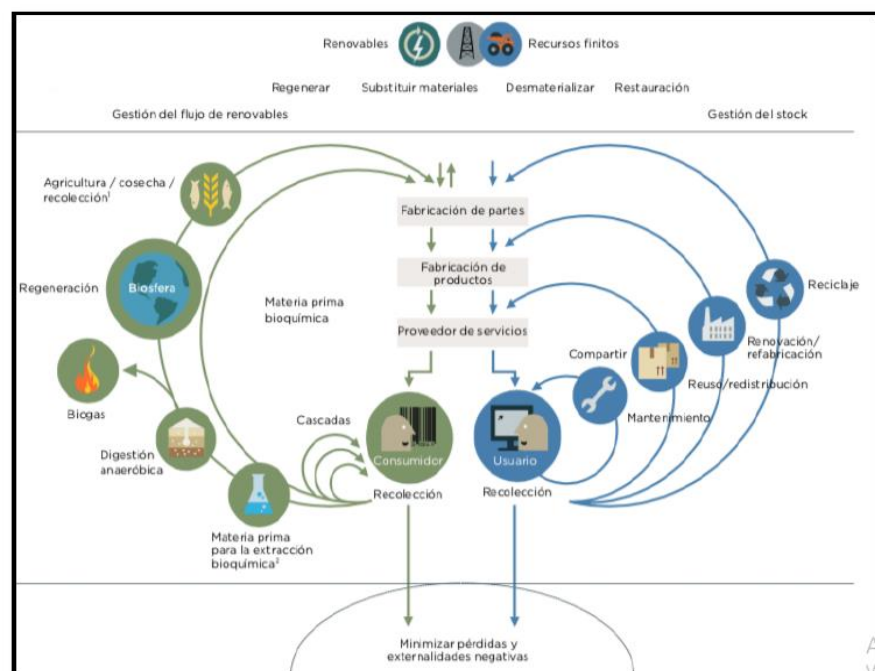 Renovables
Recursos finitos
Regenerar
Substituir materiales
Desmaterializar
Restauración
Gestión del flujo de renovables
Gestión del stock
Agricultura / cosecha /
recolección¹
Fabricación de partes
Regeneración
Biosfera
Fabricación de
productos
Reciclaje
Materia prima
bioquímica
Proveedor de servicios
Renovación/
refabricación
Compartir
Reuso/redistribución
Biogas
Mantenimiento
Cascadas
Digestión
anaeróbica
Consumidor
Usuario
Recolección
Recolección
Materia prima
para la extracción
bioquímica²
Minimizar pérdidas y
externalidades negativas